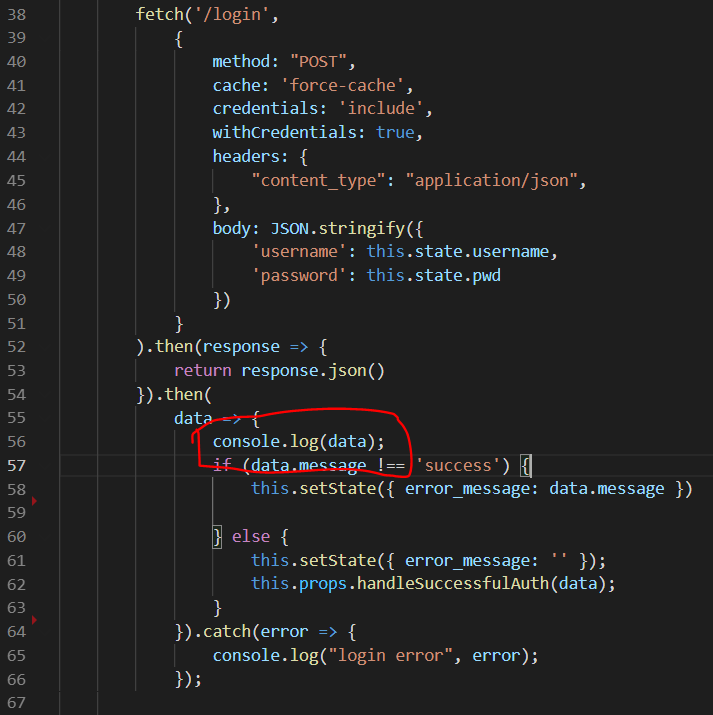 38 fetch('/login',
39 {
40 method: "POST",
41 cache: 'force-cache',
42 credentials: 'include',
43 withCredentials: true,
44 headers: {
45 "content_type": "application/json",
46 },
47 body: JSON.stringify({
48 'username': this.state.username,
49 'password': this.state.pwd
50 })
51 }
52 ).then(response => {
53 return response.json()
54 }).then(
55 data => {
56 console.log(data);
57 if (data.message !== 'success') {
58 this.setState({ error_message: data.message })
59
60 } else {
61 this.setState({ error_message: '' });
62 this.props.handleSuccessfulAuth(data);
63 }
64 }).catch(error => {
65 console.log("login error", error);
66 });
67